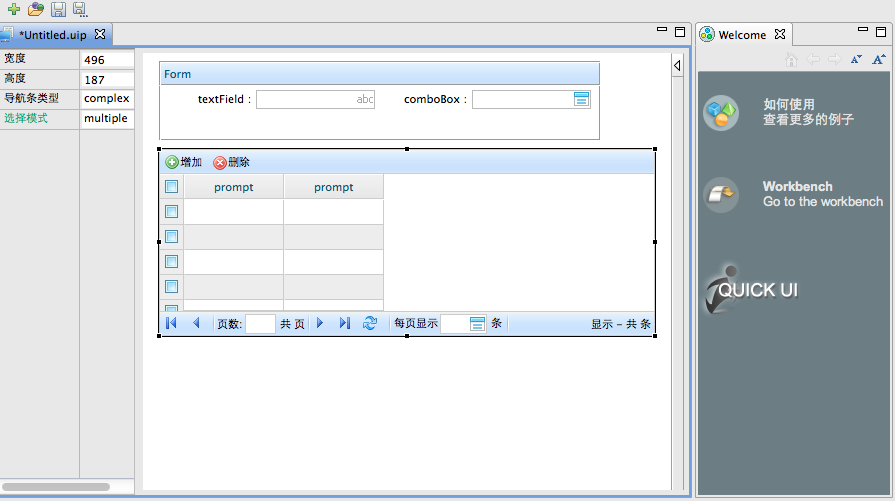 *Untitled.uip
Welcome
宽度 496
高度 187
导航条类型 complex
选择模式 multiple
Form
textField : abc comboBox :
增加 删除
prompt prompt
页数: 共 页 每页显示 条 显示 - 共 条
A A
如何使用
查看更多的例子
Workbench
Go to the workbench
QUICK UI